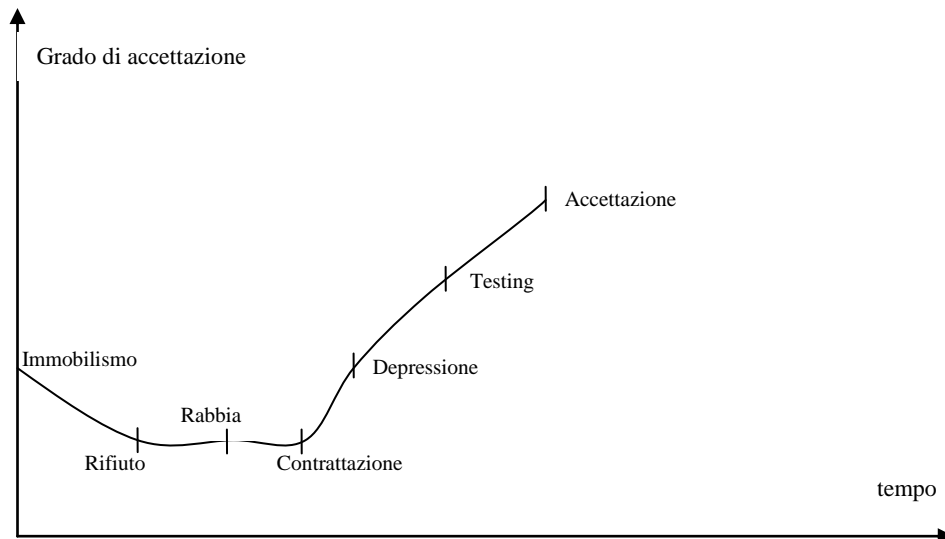 Grado di accettazione
Accettazione
Testing
Immobilismo
Depressione
Rabbia
Rifiuto
Contrattazione
tempo